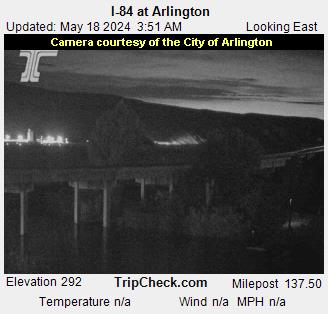 I-84 at Arlington
Updated: May 18 2024 3:51 AM Looking East
Camera courtesy of the City of Arlington
Elevation 292 TripCheck.com Milepost 137.50
Temperature n/a Wind n/a MPH n/a